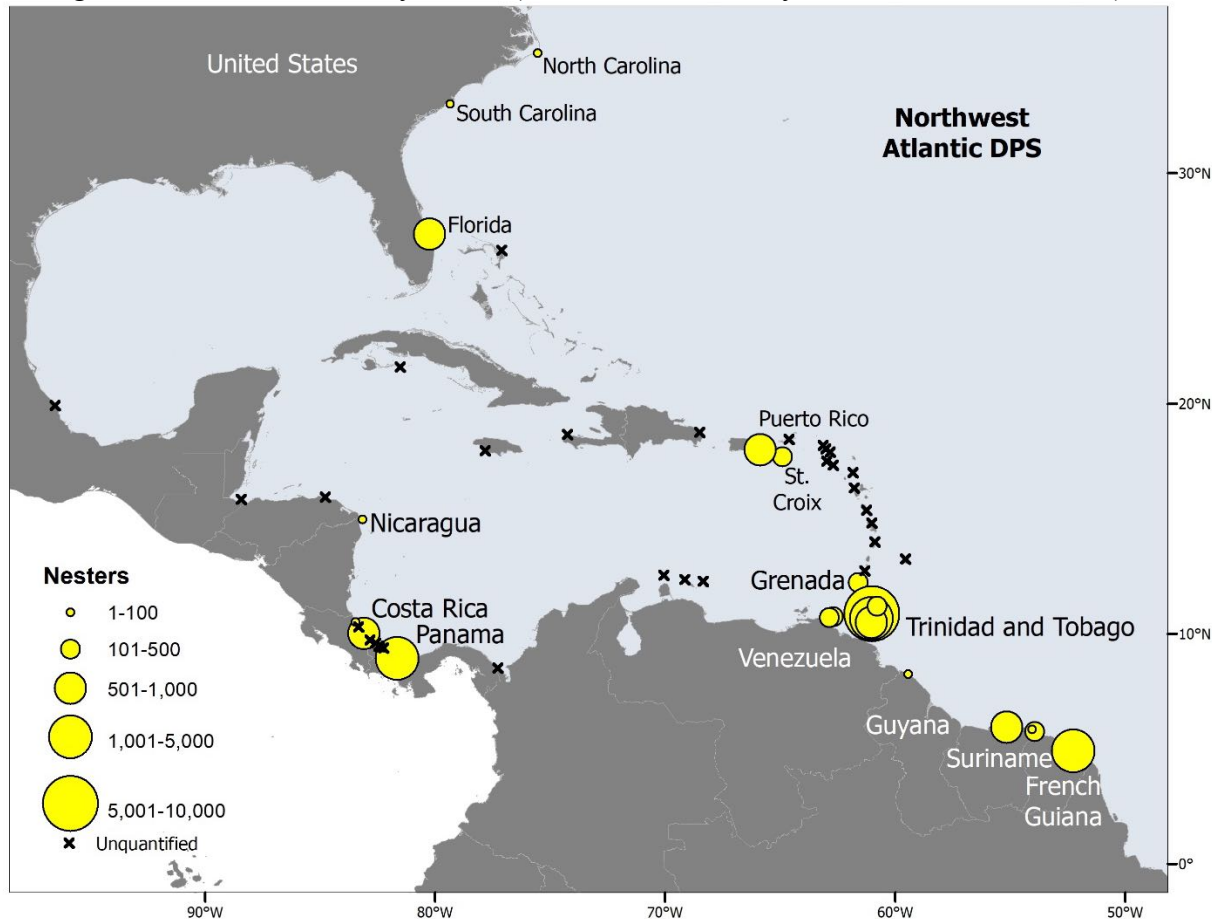 United States
North Carolina
South Carolina
Northwest
Atlantic DPS
30°N
Florida
20°N
Puerto Rico
St.
Croix
Nicaragua
Nesters
1-100
101-500
501-1,000
1,001-5,000
5,001-10,000
Unquantified
Costa Rica
Panama
Grenada
Trinidad and Tobago
10°N
Venezuela
Guyana
Suriname
French
Guiana
0°
90°W
80°W
70°W
60°W
50°W